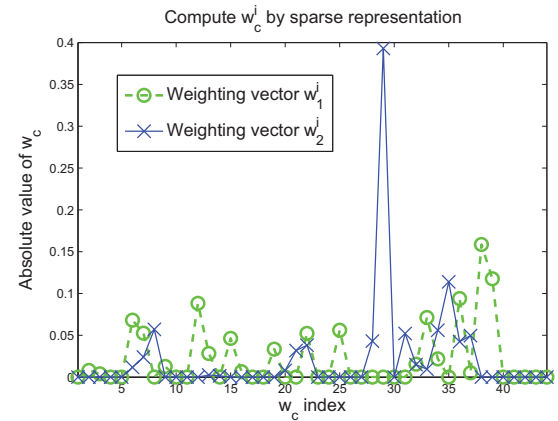 Compute w_c^i by sparse representation
Absolute value of w_c
0.4
0.35
0.3
0.25
0.2
0.15
0.1
0.05
0
Weighting vector w_1^i
Weighting vector w_2^i
5 10 15 20 25 30 35 40
w_c index